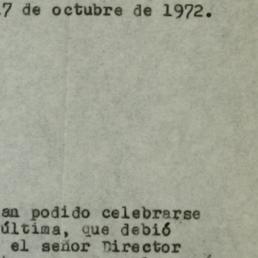 7 de octubre de 1972.
an podido celebrarse
última, que debió
el señor Director